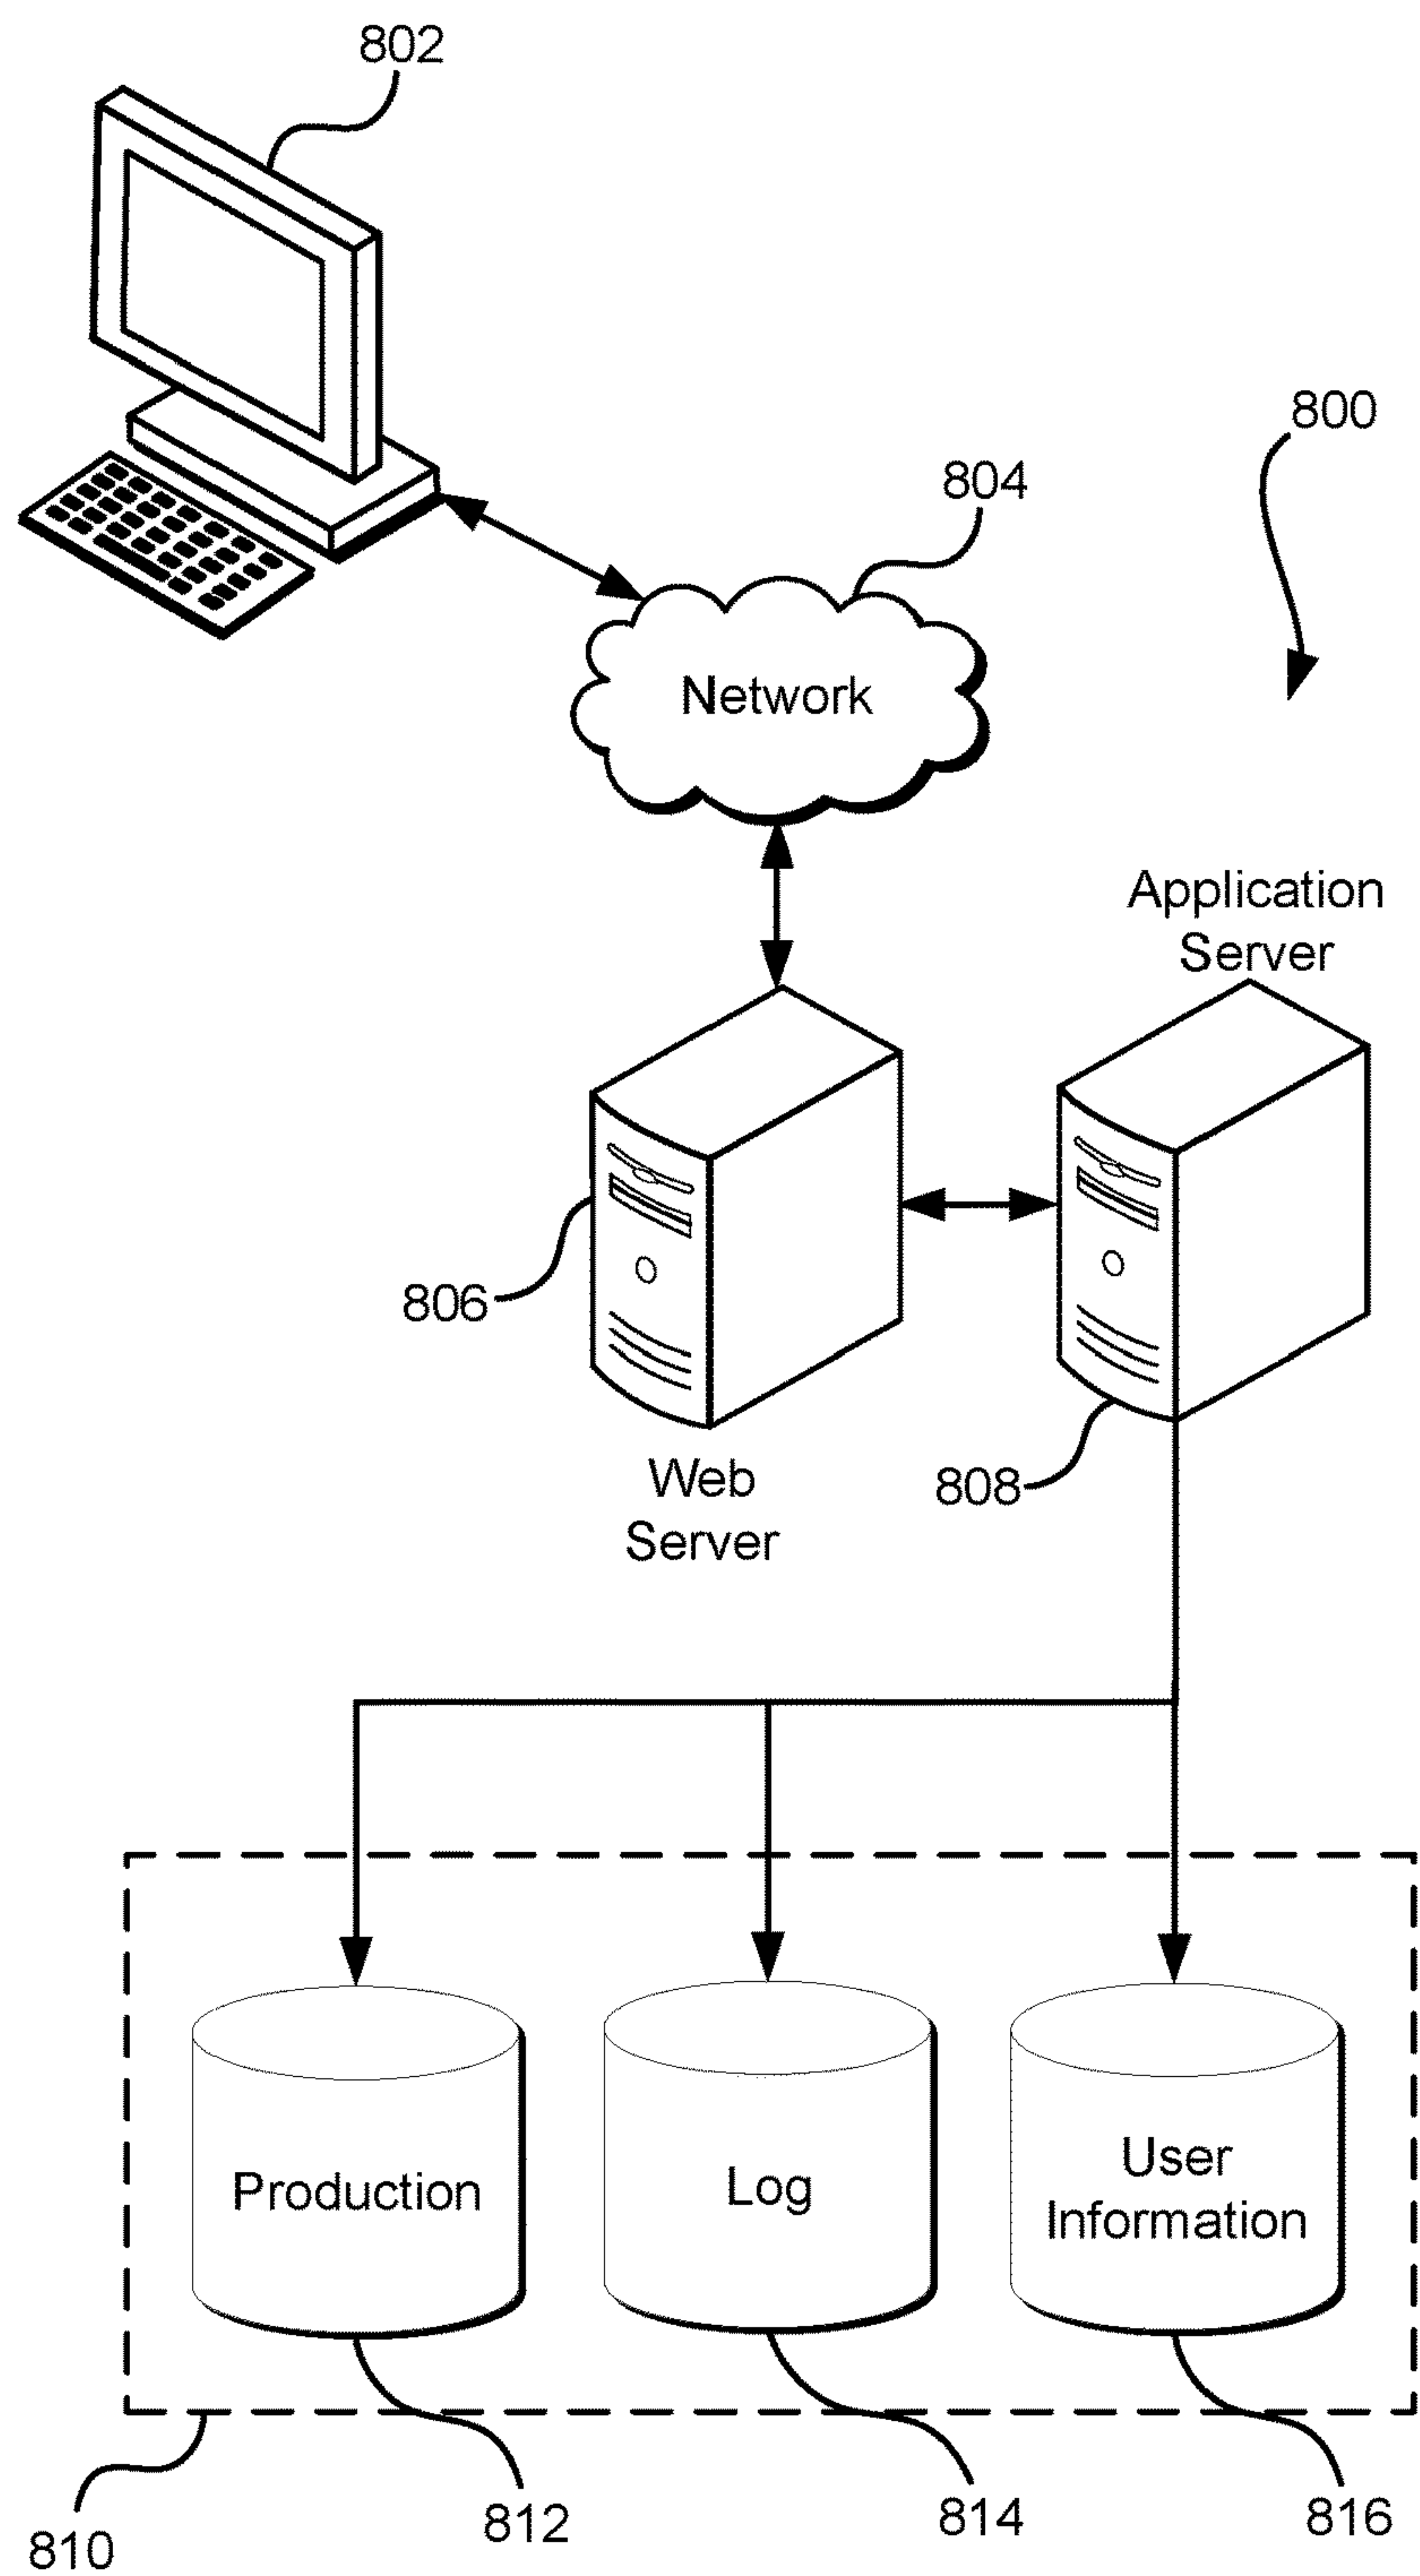 802
800
804
Network
Application
Server
806
Web
Server
808
Production
Log
User
Information
810
812
814
816